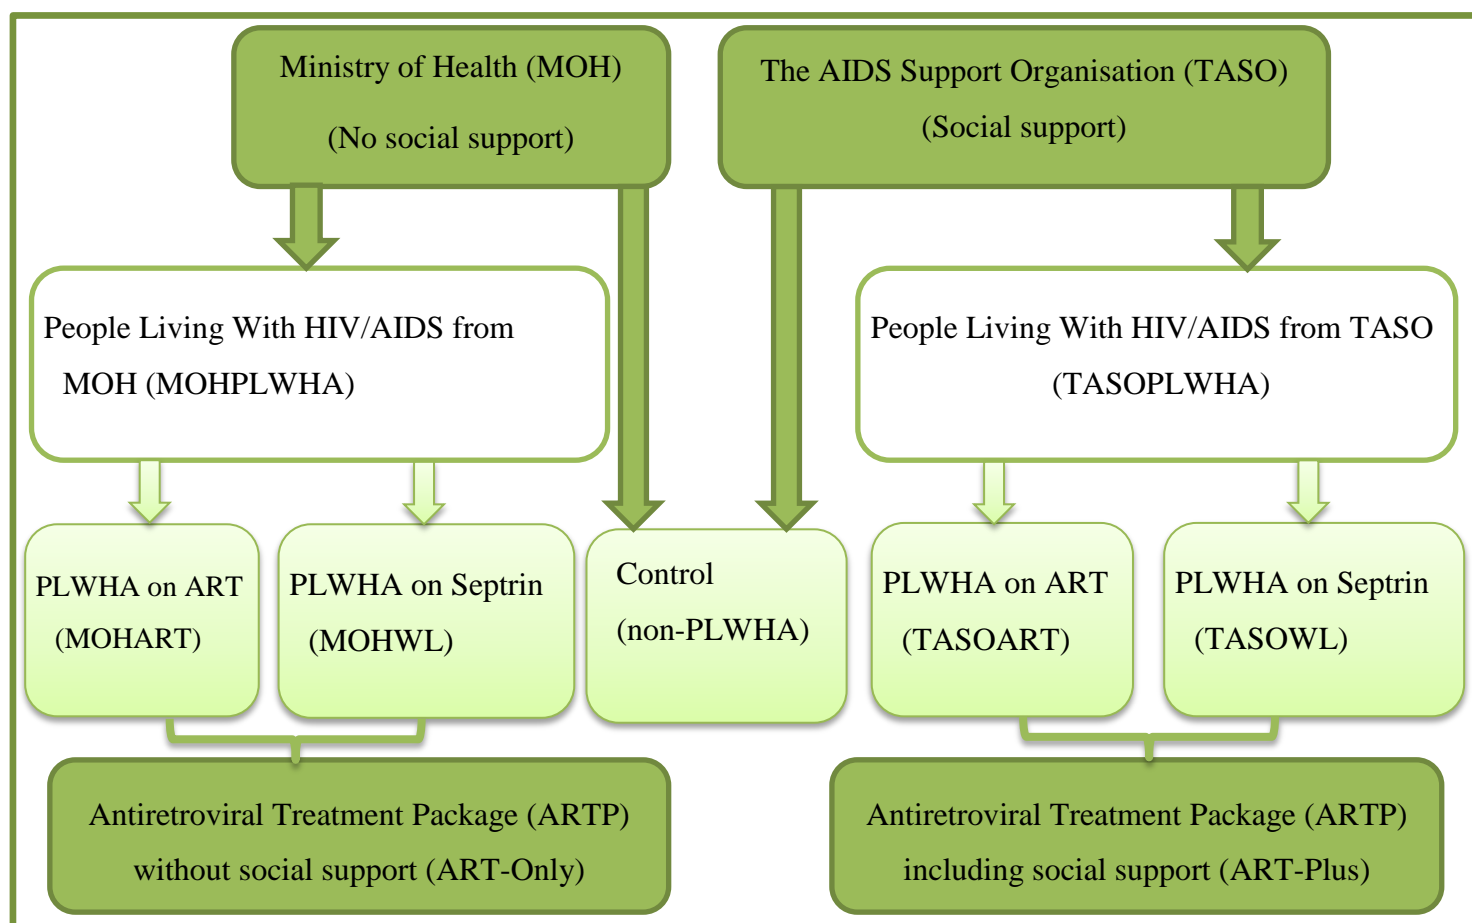 Ministry of Health (MOH)
(No social support)
The AIDS Support Organisation (TASO)
(Social support)
People Living With HIV/AIDS from
MOH (MOHPLWHA)
People Living With HIV/AIDS from TASO
(TASOPLWHA)
PLWHA on ART
(MOHART)
PLWHA on Septrin
(MOHWL)
Control
(non-PLWHA)
PLWHA on ART
(TASOART)
PLWHA on Septrin
(TASOWL)
Antiretroviral Treatment Package (ARTP)
without social support (ART-Only)
Antiretroviral Treatment Package (ARTP)
including social support (ART-Plus)